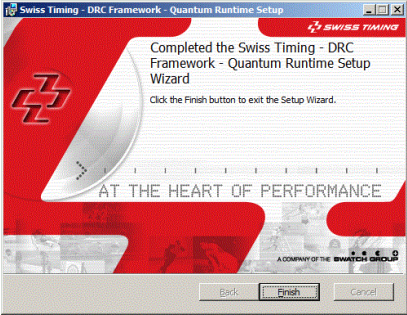 Swiss Timing - DRC Framework - Quantum Runtime Setup
SWISS TIMING
Completed the Swiss Timing - DRC
Framework - Quantum Runtime Setup
Wizard
Click the Finish button to exit the Setup Wizard.
AT THE HEART OF PERFORMANCE
A COMPANY OF THE SWATCH GROUP
Back
Finish
Cancel